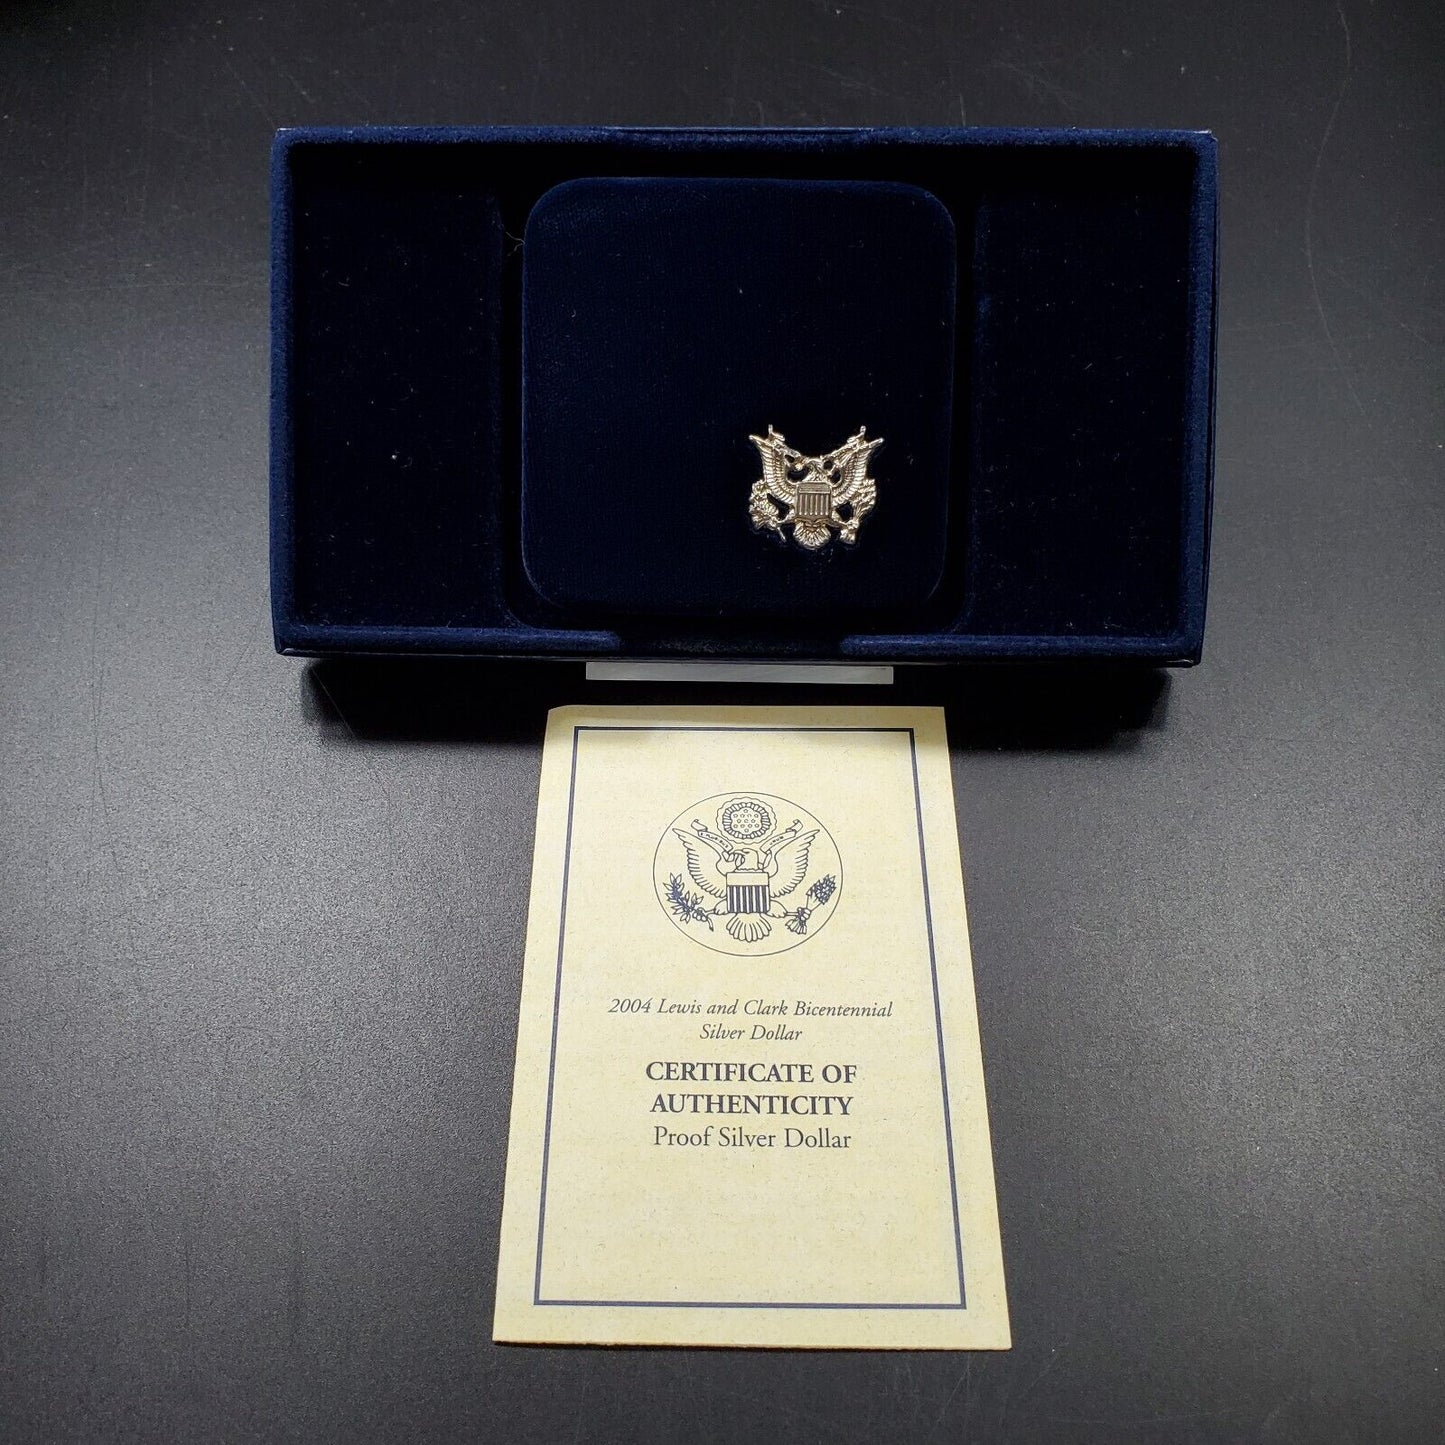 2004 Lewis and Clark Bicentennial
Silver Dollar
CERTIFICATE OF
AUTHENTICITY
Proof Silver Dollar